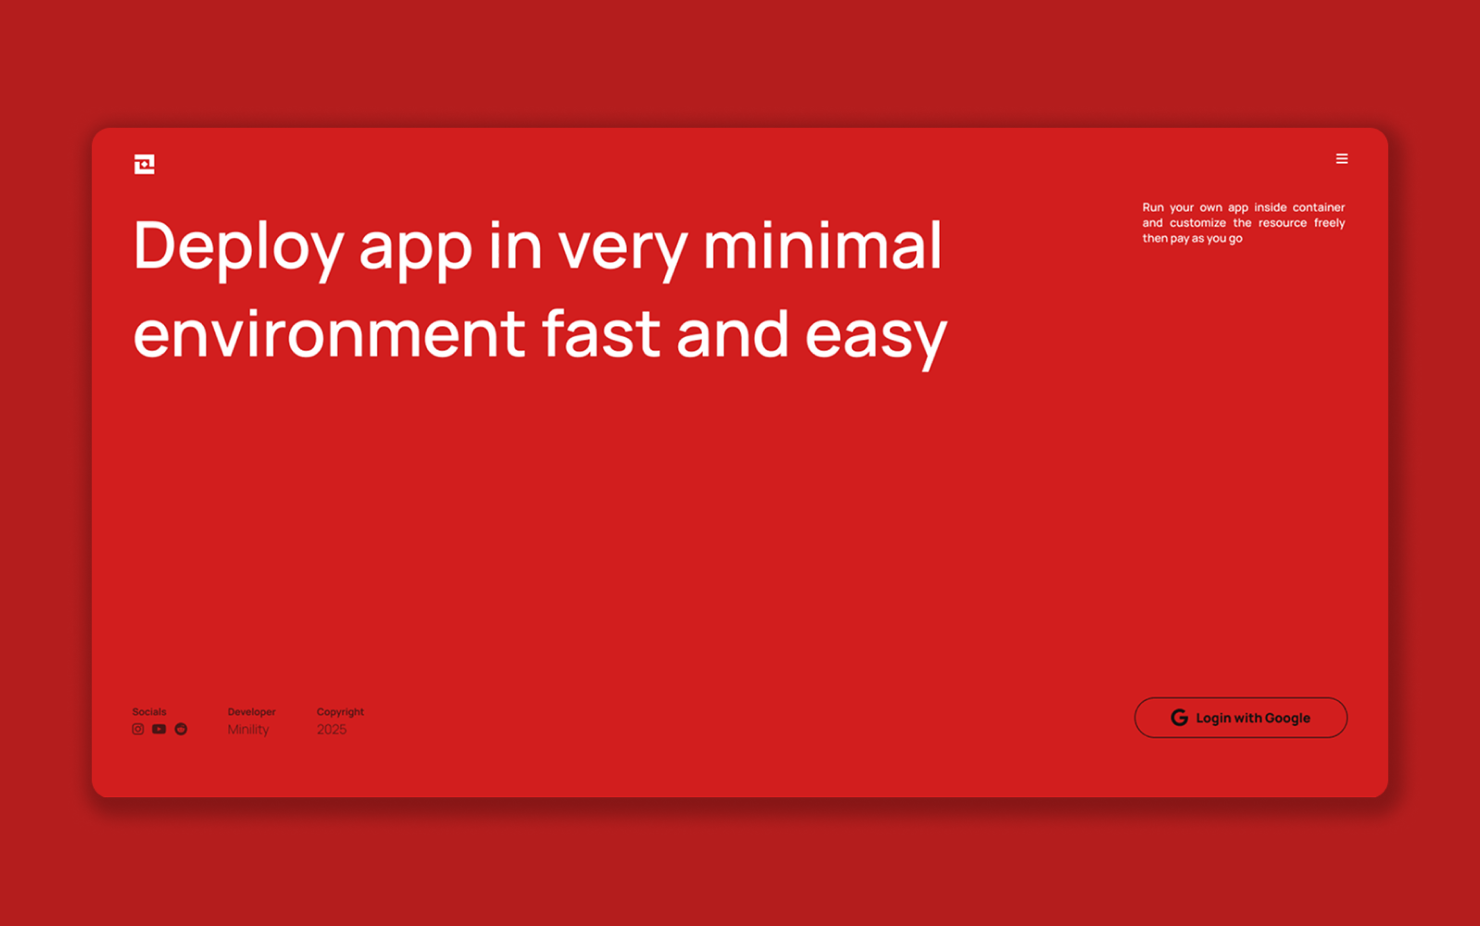 Deploy app in very minimal
environment fast and easy
Run your own app inside container
and customize the resource freely
then pay as you go
Socials
Developer
Minility
Copyright
2025
Login with Google